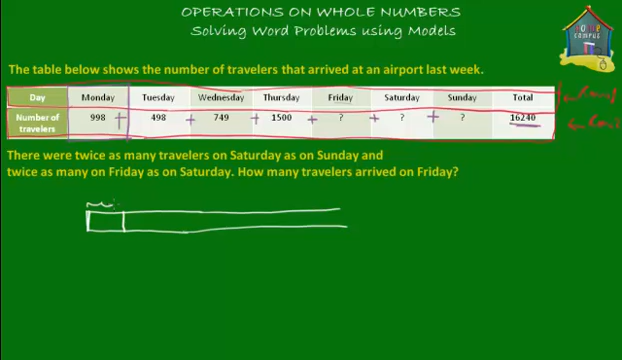 OPERATIONS ON WHOLE NUMBERS
Solving Word Problems using Models
HOME
CAMPUS
The table below shows the number of travelers that arrived at an airport last week.
Day Monday Tuesday Wednesday Thursday Friday Saturday Sunday Total
Number of travelers 998 + 498 + 749 + 1500 + ? + ? + ? 16240
There were twice as many travelers on Saturday as on Sunday and
twice as many on Friday as on Saturday. How many travelers arrived on Friday?